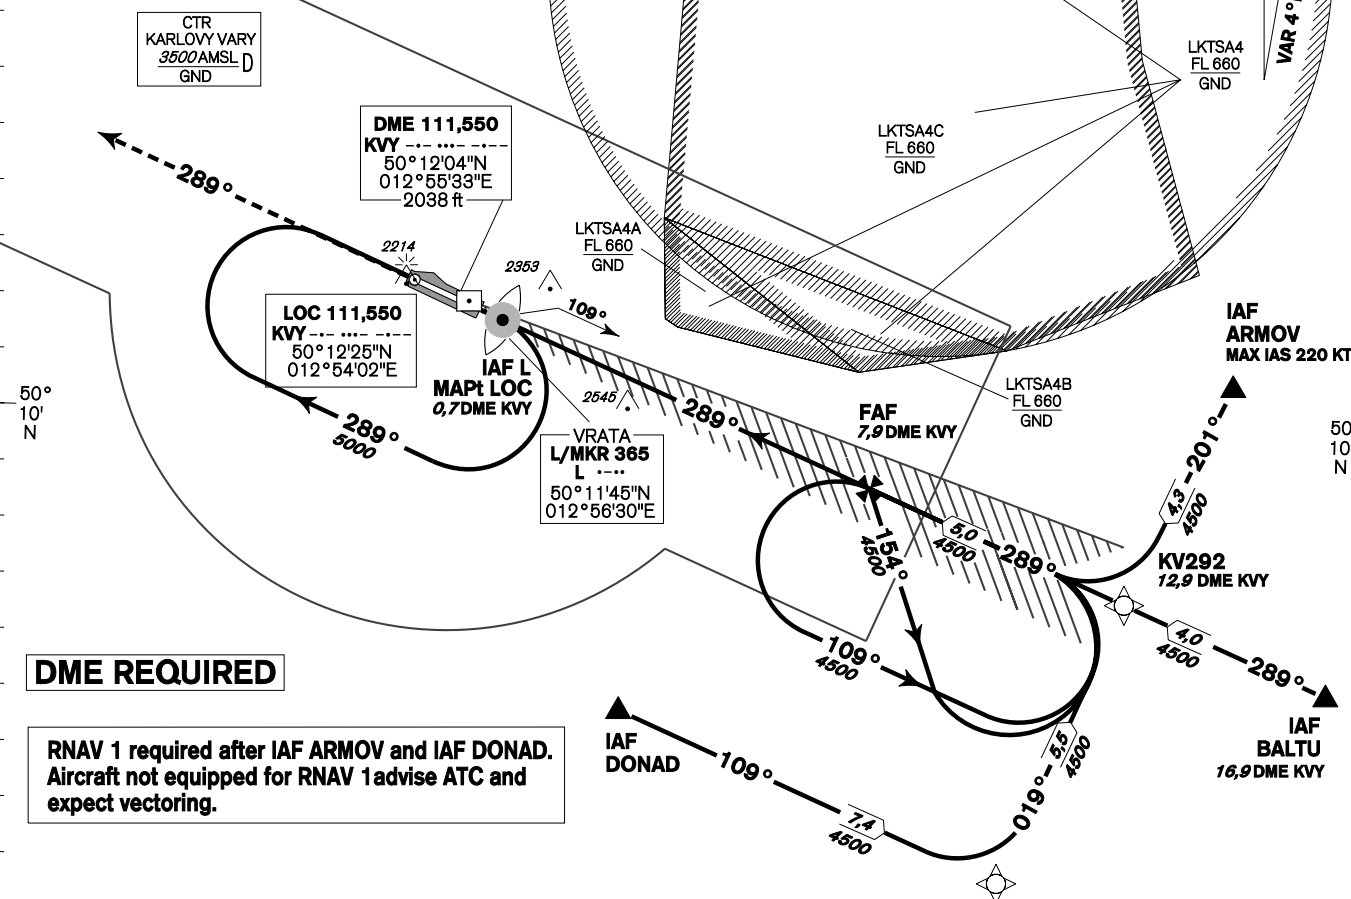 CTR
KARLOVY VARY
3500 AMSL D
GND
VAR 4°
LKTSA4
FL 660
GND
LKTSA4C
FL 660
GND
DME 111,550
KVY
50°12'04"N
012°55'33"E
2038 ft
289°
LKTSA4A
FL 660
GND
2214
2353
109°
LOC 111,550
KVY
50°12'25"N
012°54'02"E
IAF
ARMOV
MAX IAS 220 KT
IAF L
MAPt LOC
0,7 DME KVY
50°
10'
N
289°
5000
2545
289°
LKTSA4B
FL 660
GND
FAF
7,9 DME KVY
VRATA
L/MKR 365
L
50°11'45"N
012°56'30"E
201°
4,3
4500
50
10
N
154°
4500
5,0
4500
289°
KV292
12,9 DME KVY
109°
4500
4,0
4500
289°
DME REQUIRED
IAF
DONAD
IAF
BALTU
16,9 DME KVY
RNAV 1 required after IAF ARMOV and IAF DONAD.
Aircraft not equipped for RNAV 1advise ATC and
expect vectoring.
109°
7,4
4500
019°
5,5
4500